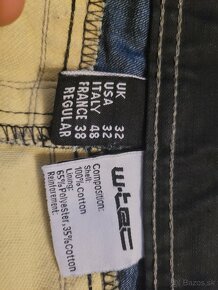 UK 32
USA 32
ITALY 48
FRANCE 38
REGULAR
W-TEC
Composition:
Shell:
100%Cotton
Lining:
65%Polyester,35%Cotton
Reinforcement:
Bazos.sk